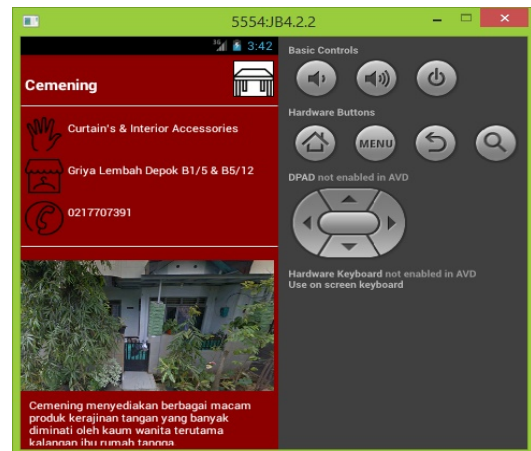 5554:JB4.2.2
3G 3:42
Cemening
Curtain's & Interior Accessories
Griya Lembah Depok B1/5 & B5/12
0217707391
Cemening menyediakan berbagai macam
produk kerajinan tangan yang banyak
diminati oleh kaum wanita terutama
kalangan ibu rumah tangga
Basic Controls
Hardware Buttons
MENU
DPAD not enabled in AVD
Hardware Keyboard not enabled in AVD
Use on screen keyboard